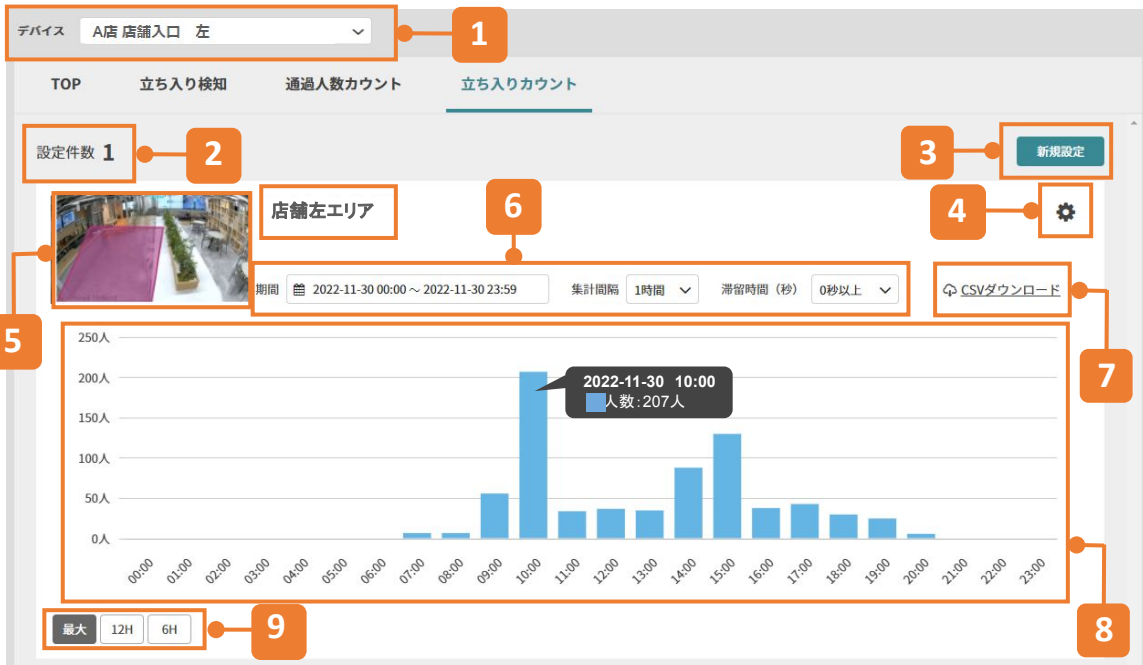 デバイス A店 店舗入口 左
1
TOP 立ち入り検知 通過人数カウント 立ち入りカウント
設定件数 1
2
3
新規設定
店舗左エリア
6
4
期間 2022-11-30 00:00 ~ 2022-11-30 23:59 集計間隔 1時間 滞留時間（秒） 0秒以上 CSVダウンロード
5
7
250人
200人
150人
100人
50人
0人
2022-11-30 10:00
人数：207人
00:00 01:00 02:00 03:00 04:00 05:00 06:00 07:00 08:00 09:00 10:00 11:00 12:00 13:00 14:00 15:00 16:00 17:00 18:00 19:00 20:00 21:00 22:00 23:00
8
最大 12H 6H
9